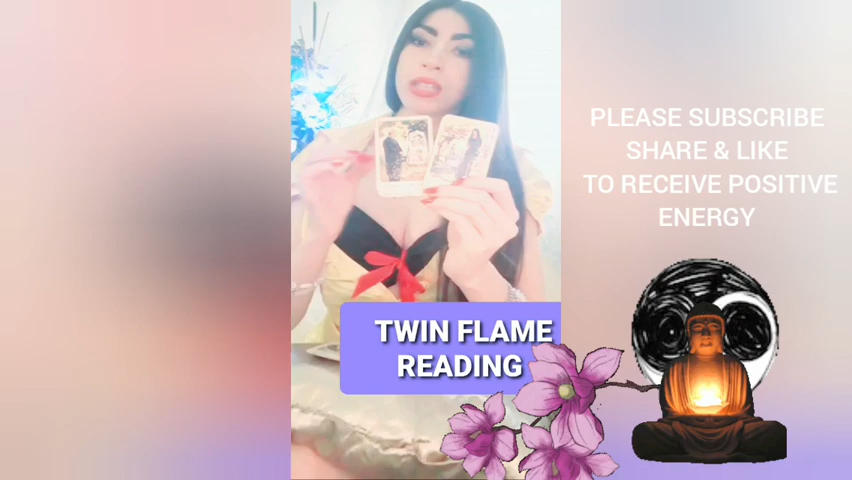 PLEASE SUBSCRIBE
SHARE & LIKE
TO RECEIVE POSITIVE
ENERGY
TWIN FLAME
READING